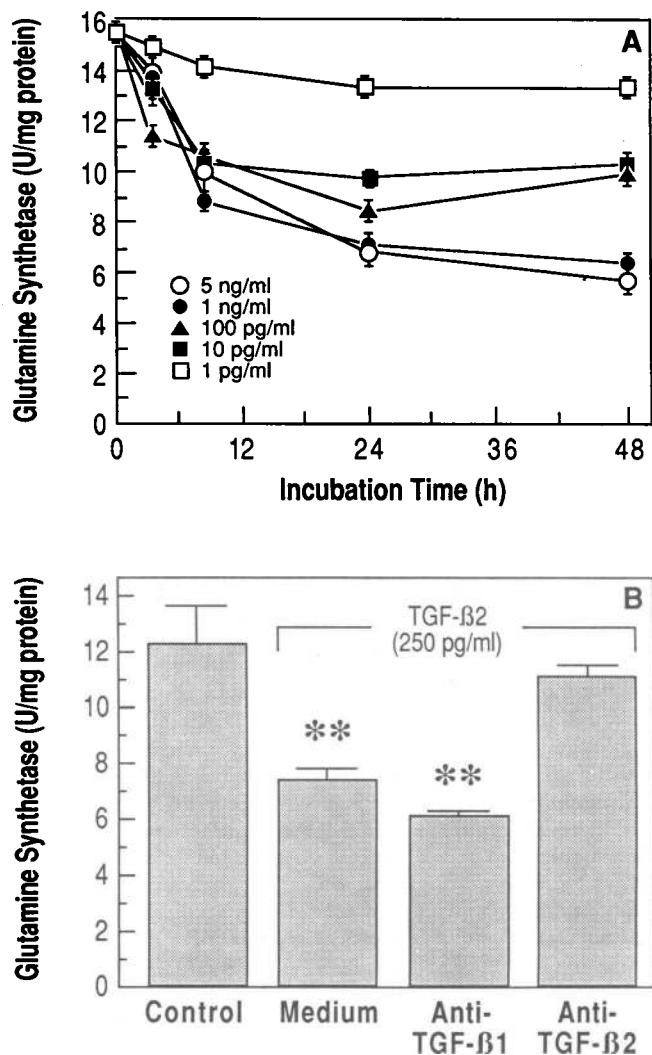 A
Glutamine Synthetase (U/mg protein)
16
14
12
10
8
6
4
2
0
5 ng/ml
1 ng/ml
100 pg/ml
10 pg/ml
1 pg/ml
0 12 24 36 48
Incubation Time (h)
B
Glutamine Synthetase (U/mg protein)
14
12
10
8
6
4
2
0
TGF-ß2
(250 pg/ml)
** **
Control Medium Anti- Anti-
TGF-ß1 TGF-ß2